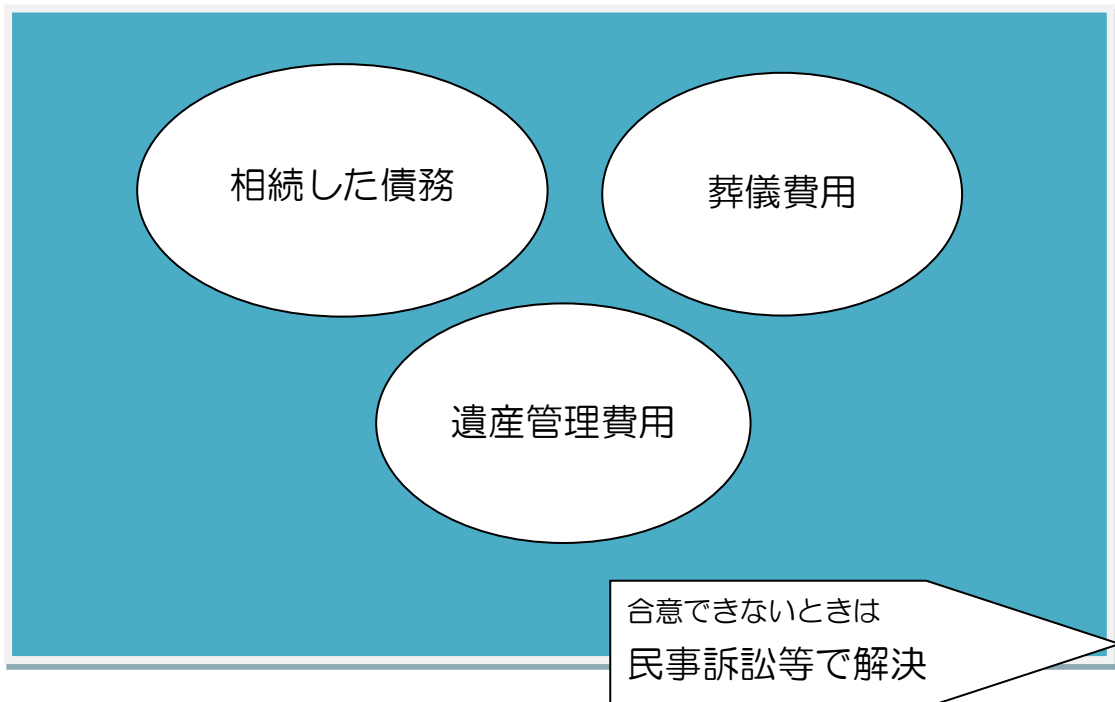 相続した債務
葬儀費用
遺産管理費用
合意できないときは
民事訴訟等で解決